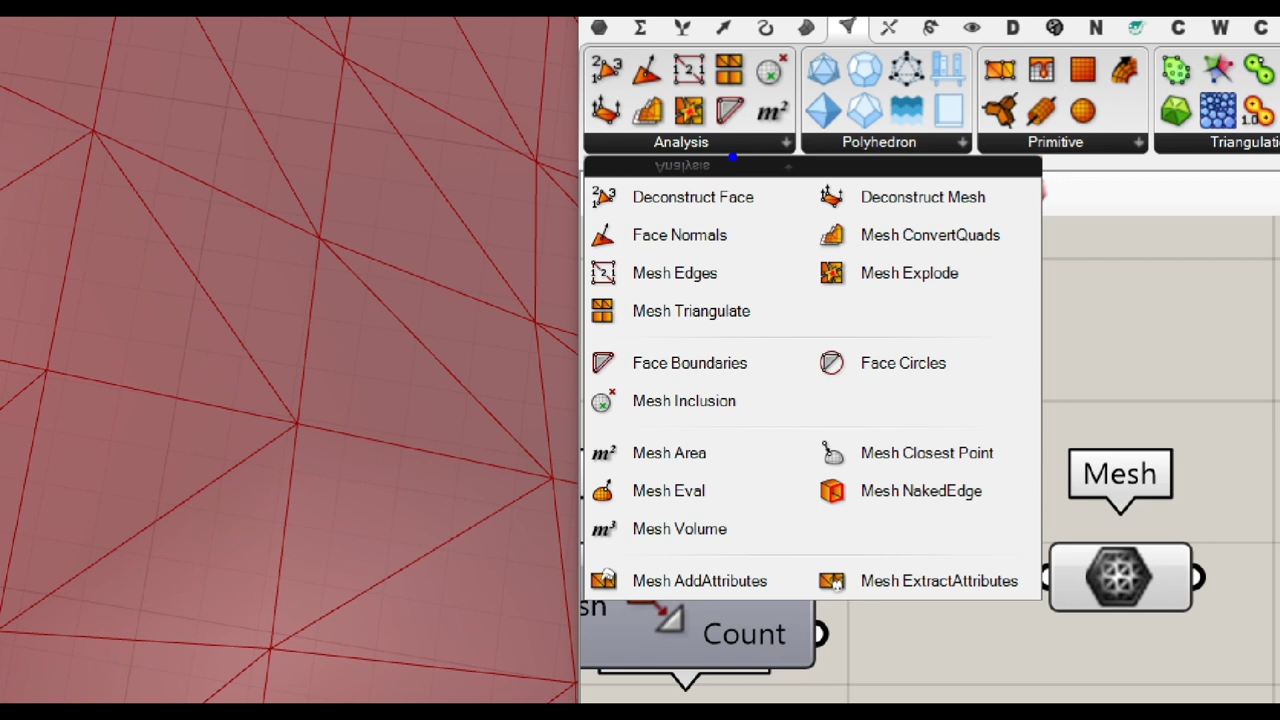 D N C W C
Analysis Polyhedron Primitive Triangulati
Analysis
Deconstruct Face Deconstruct Mesh
Face Normals Mesh ConvertQuads
Mesh Edges Mesh Explode
Mesh Triangulate
Face Boundaries Face Circles
Mesh Inclusion
Mesh Area Mesh Closest Point
Mesh Eval Mesh NakedEdge
Mesh Volume
Mesh AddAttributes Mesh ExtractAttributes
Mesh
sh
Count